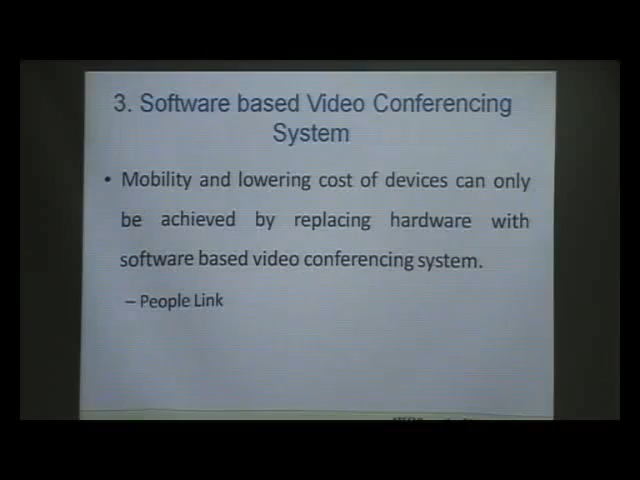 3. Software based Video Conferencing
System
• Mobility and lowering cost of devices can only
be achieved by replacing hardware with
software based video conferencing system.
– People Link